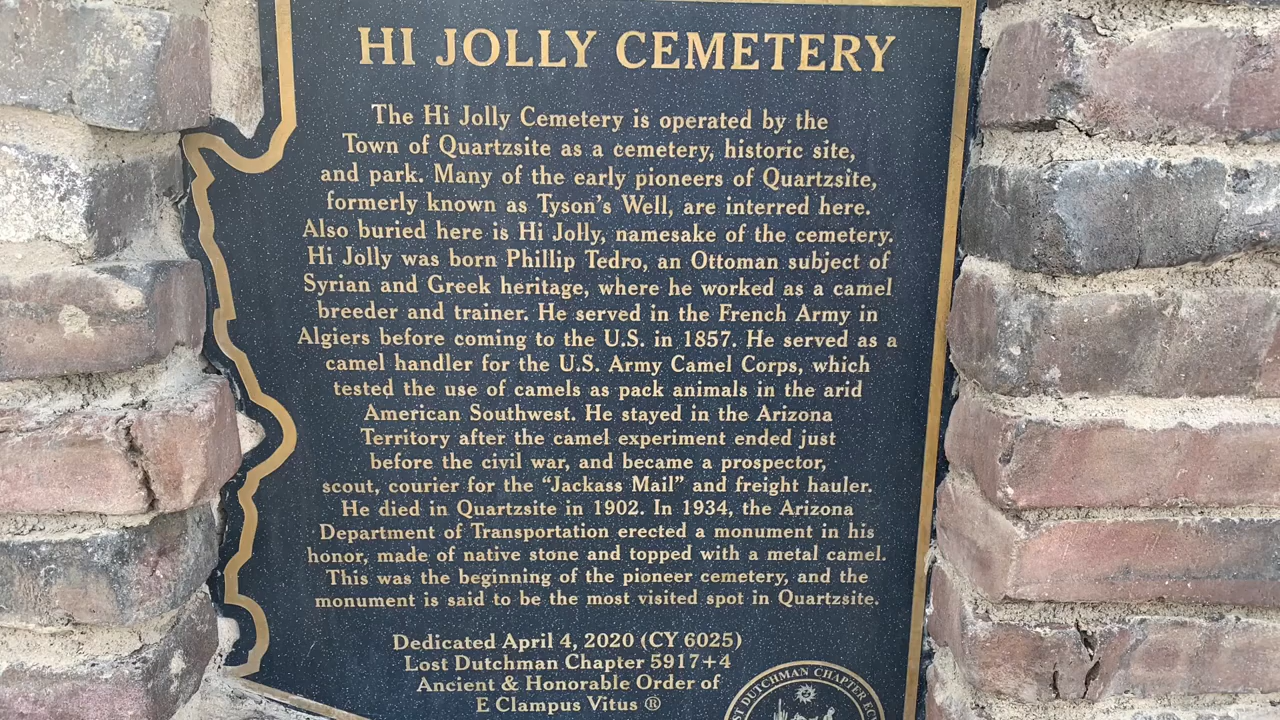 HI JOLLY CEMETERY
The Hi Jolly Cemetery is operated by the
Town of Quartzsite as a cemetery, historic site,
and park. Many of the early pioneers of Quartzsite,
formerly known as Tyson's Well, are interred here.
Also buried here is Hi Jolly, namesake of the cemetery.
Hi Jolly was born Phillip Tedro, an Ottoman subject of
Syrian and Greek heritage, where he worked as a camel
breeder and trainer. He served in the French Army in
Algiers before coming to the U.S. in 1857. He served as a
camel handler for the U.S. Army Camel Corps, which
tested the use of camels as pack animals in the arid
American Southwest. He stayed in the Arizona
Territory after the camel experiment ended just
before the civil war, and became a prospector,
scout, courier for the “Jackass Mail” and freight hauler.
He died in Quartzsite in 1902. In 1934, the Arizona
Department of Transportation erected a monument in his
honor, made of native stone and topped with a metal camel.
This was the beginning of the pioneer cemetery, and the
monument is said to be the most visited spot in Quartzsite.
Dedicated April 4, 2020 (CY 6025)
Lost Dutchman Chapter 5917+4
Ancient & Honorable Order of
E Clampus Vitus ®
DUTCHMAN CHAPTER